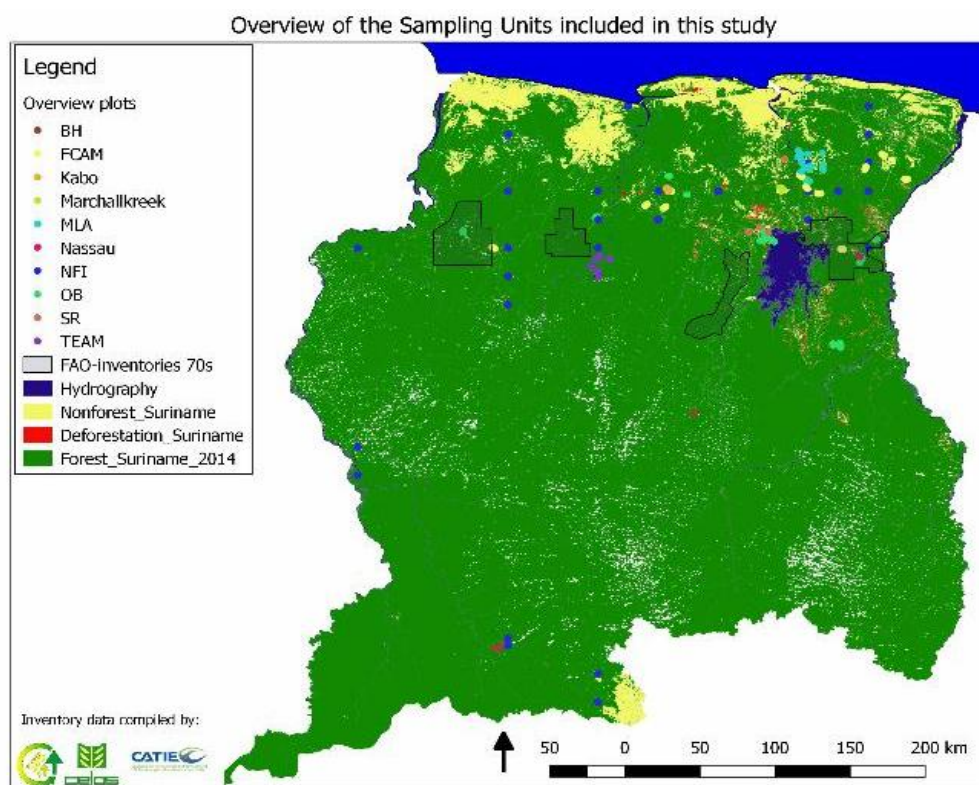 Overview of the Sampling Units included in this study
Legend
Overview plots
BH
FCAM
Kabo
Marchallkreek
MLA
Nassau
NFI
OB
SR
TEAM
FAO-inventories 70s
Hydrography
Nonforest_Suriname
Deforestation_Suriname
Forest_Suriname_2014
Inventory data compiled by:
celos
CATIE
50 0 50 100 150 200 km